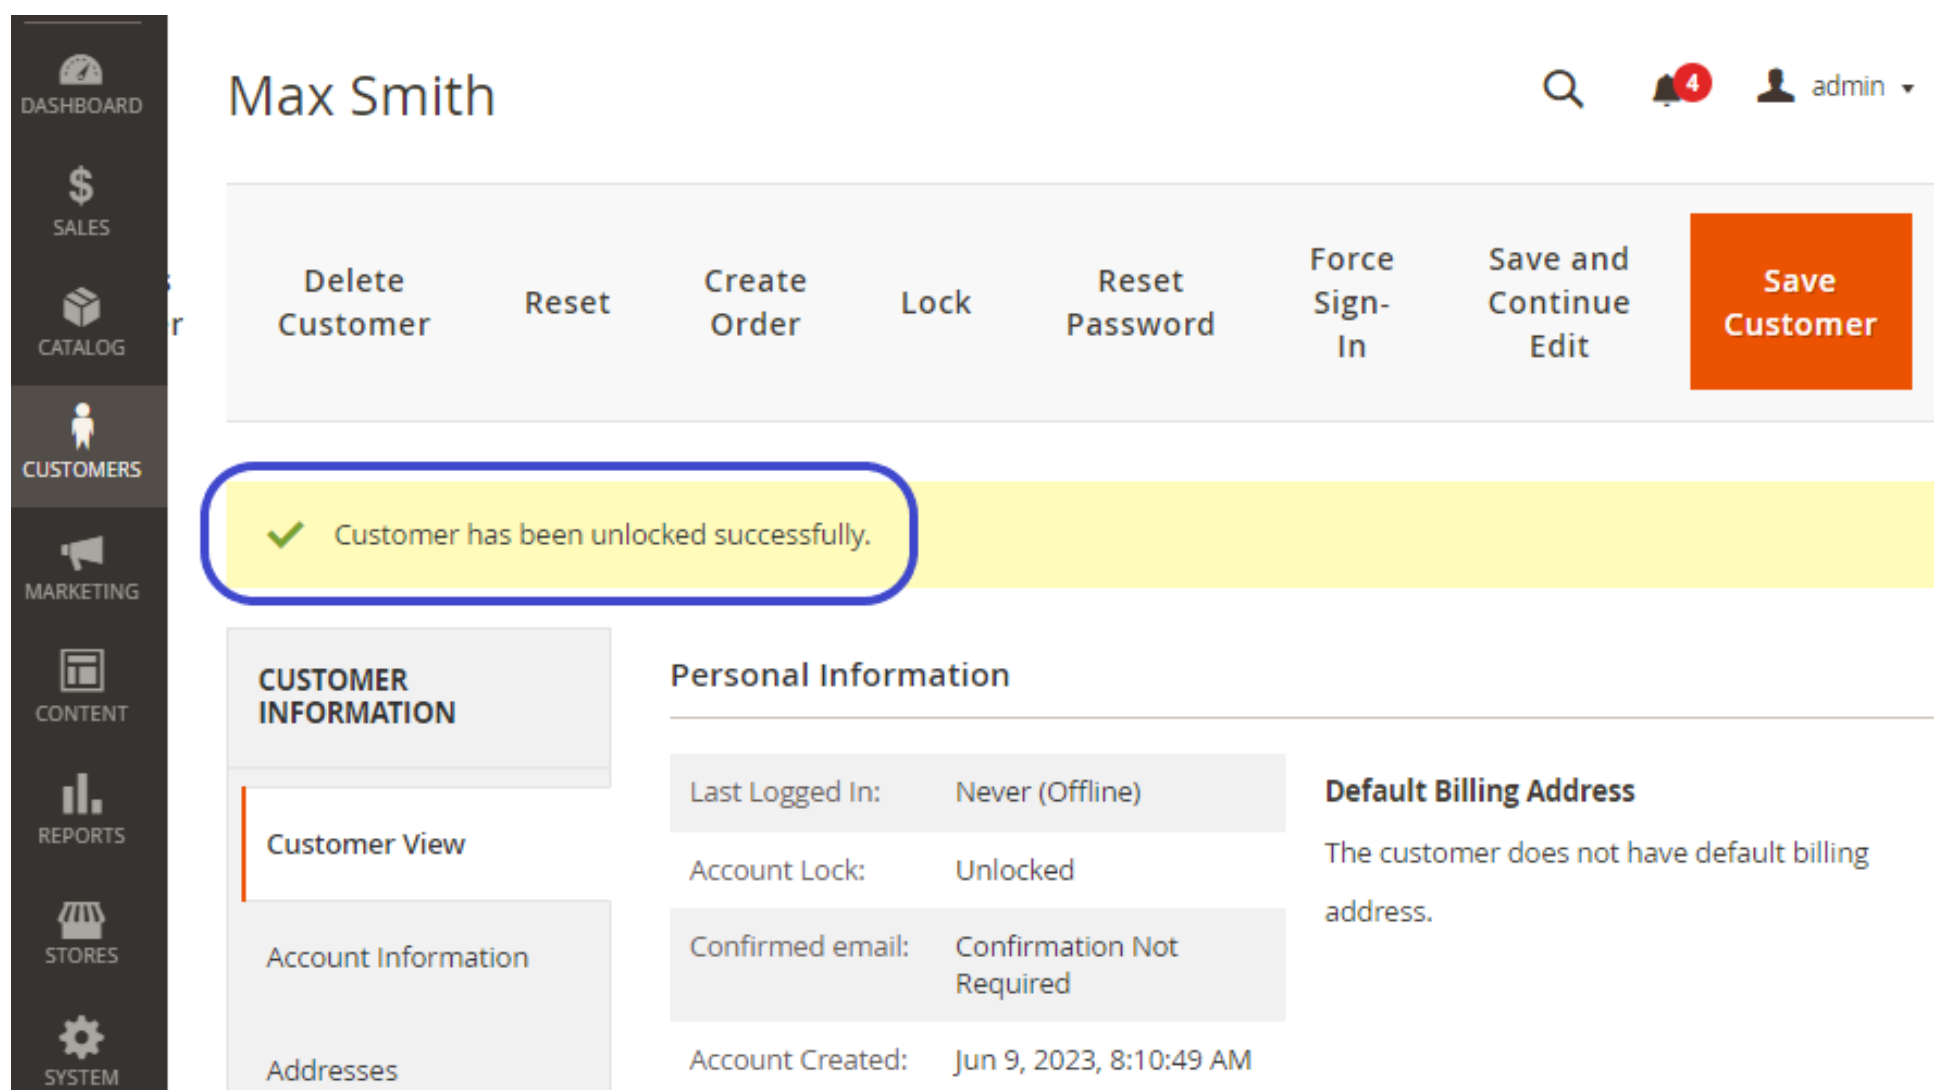 DASHBOARD
SALES
CATALOG
CUSTOMERS
MARKETING
CONTENT
REPORTS
STORES
SYSTEM
Max Smith
4
admin
Delete
Customer
Reset
Create
Order
Lock
Reset
Password
Force
Sign-
In
Save and
Continue
Edit
Save
Customer
Customer has been unlocked successfully.
CUSTOMER
INFORMATION
Customer View
Account Information
Addresses
Personal Information
Last Logged In: Never (Offline)
Account Lock: Unlocked
Confirmed email: Confirmation Not
Required
Account Created: Jun 9, 2023, 8:10:49 AM
Default Billing Address
The customer does not have default billing
address.